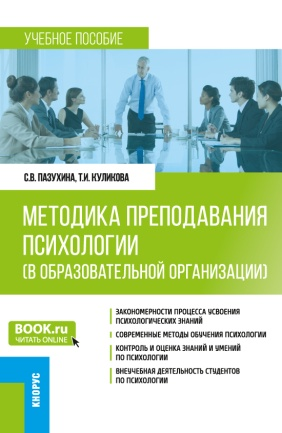 УЧЕБНОЕ ПОСОБИЕ
С.В. ПАЗУХИНА, Т.И. КУЛИКОВА
МЕТОДИКА ПРЕПОДАВАНИЯ
ПСИХОЛОГИИ
(В ОБРАЗОВАТЕЛЬНОЙ ОРГАНИЗАЦИИ)
ЗАКОНОМЕРНОСТИ ПРОЦЕССА УСВОЕНИЯ
ПСИХОЛОГИЧЕСКИХ ЗНАНИЙ
СОВРЕМЕННЫЕ МЕТОДЫ ОБУЧЕНИЯ ПСИХОЛОГИИ
КОНТРОЛЬ И ОЦЕНКА ЗНАНИЙ И УМЕНИЙ
ПО ПСИХОЛОГИИ
ВНЕУЧЕБНАЯ ДЕЯТЕЛЬНОСТЬ СТУДЕНТОВ
ПО ПСИХОЛОГИИ
BOOK.ru
ЧИТАТЬ ONLINE
КНОРУС